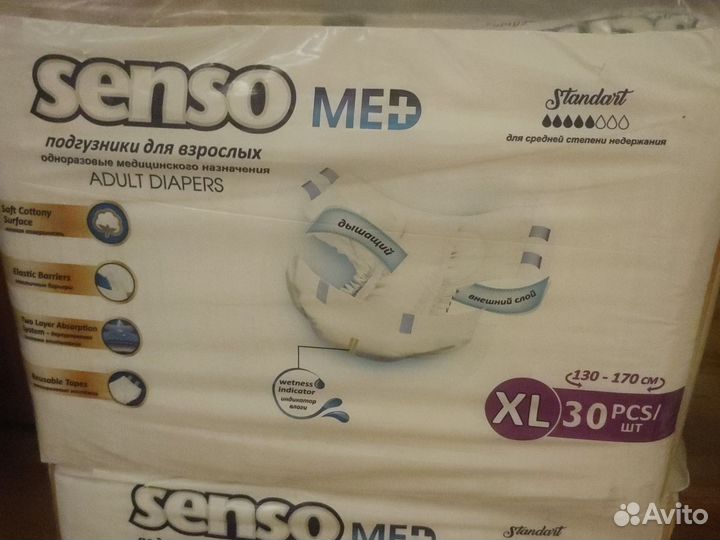 senso MED
подгузники для взрослых
одноразовые медицинского назначения
ADULT DIAPERS
Standart
для средней степени недержания
Soft Cottony
Surface
Elastic Barriers
Two Layer Absorption
System -
Reusable Tapes
дышащий
внешний слой
wetness
indicator
индикатор
влаги
130 - 170 см
XL 30 PCS/
шт
senso MED
Standart
Avito